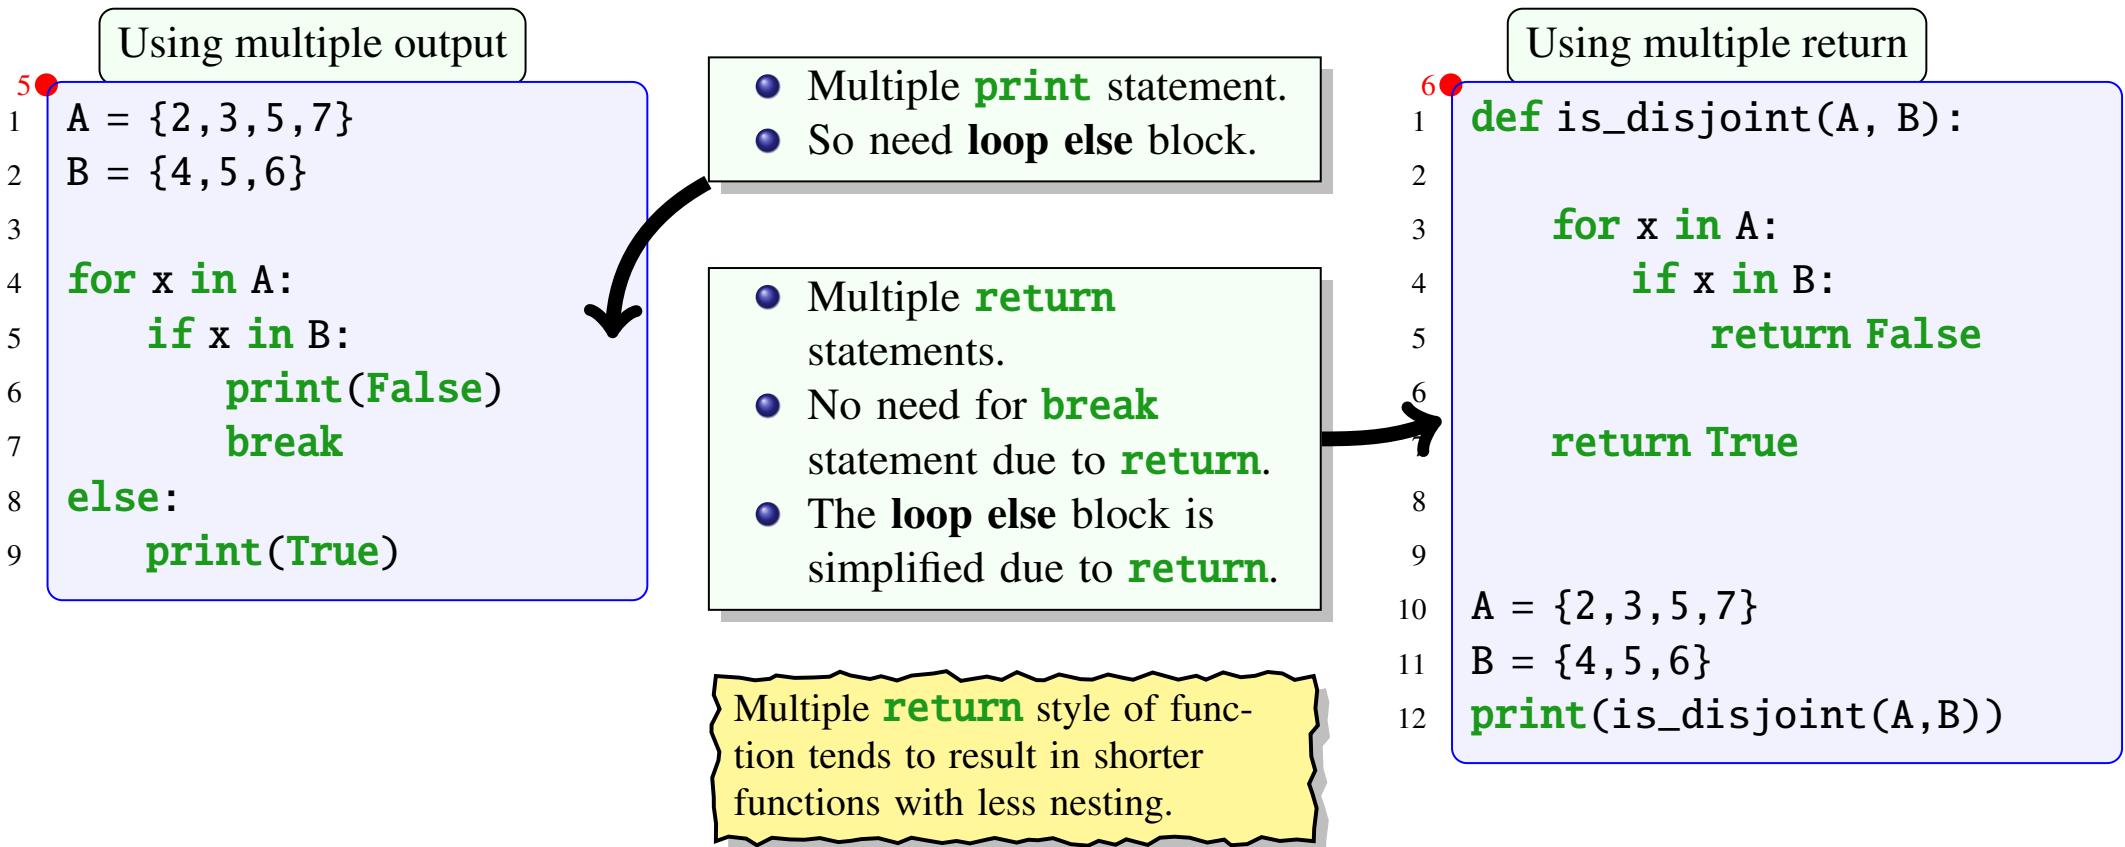 Using multiple output
5
1 A = {2,3,5,7}
2 B = {4,5,6}
3
4 for x in A:
5     if x in B:
6         print(False)
7         break
8 else:
9     print(True)
Multiple print statement.
So need loop else block.
Multiple return
statements.
No need for break
statement due to return.
The loop else block is
simplified due to return.
Multiple return style of func-
tion tends to result in shorter
functions with less nesting.
Using multiple return
6
1 def is_disjoint(A, B):
2
3     for x in A:
4         if x in B:
5             return False
6
    return True
8
9
10 A = {2,3,5,7}
11 B = {4,5,6}
12 print(is_disjoint(A,B))